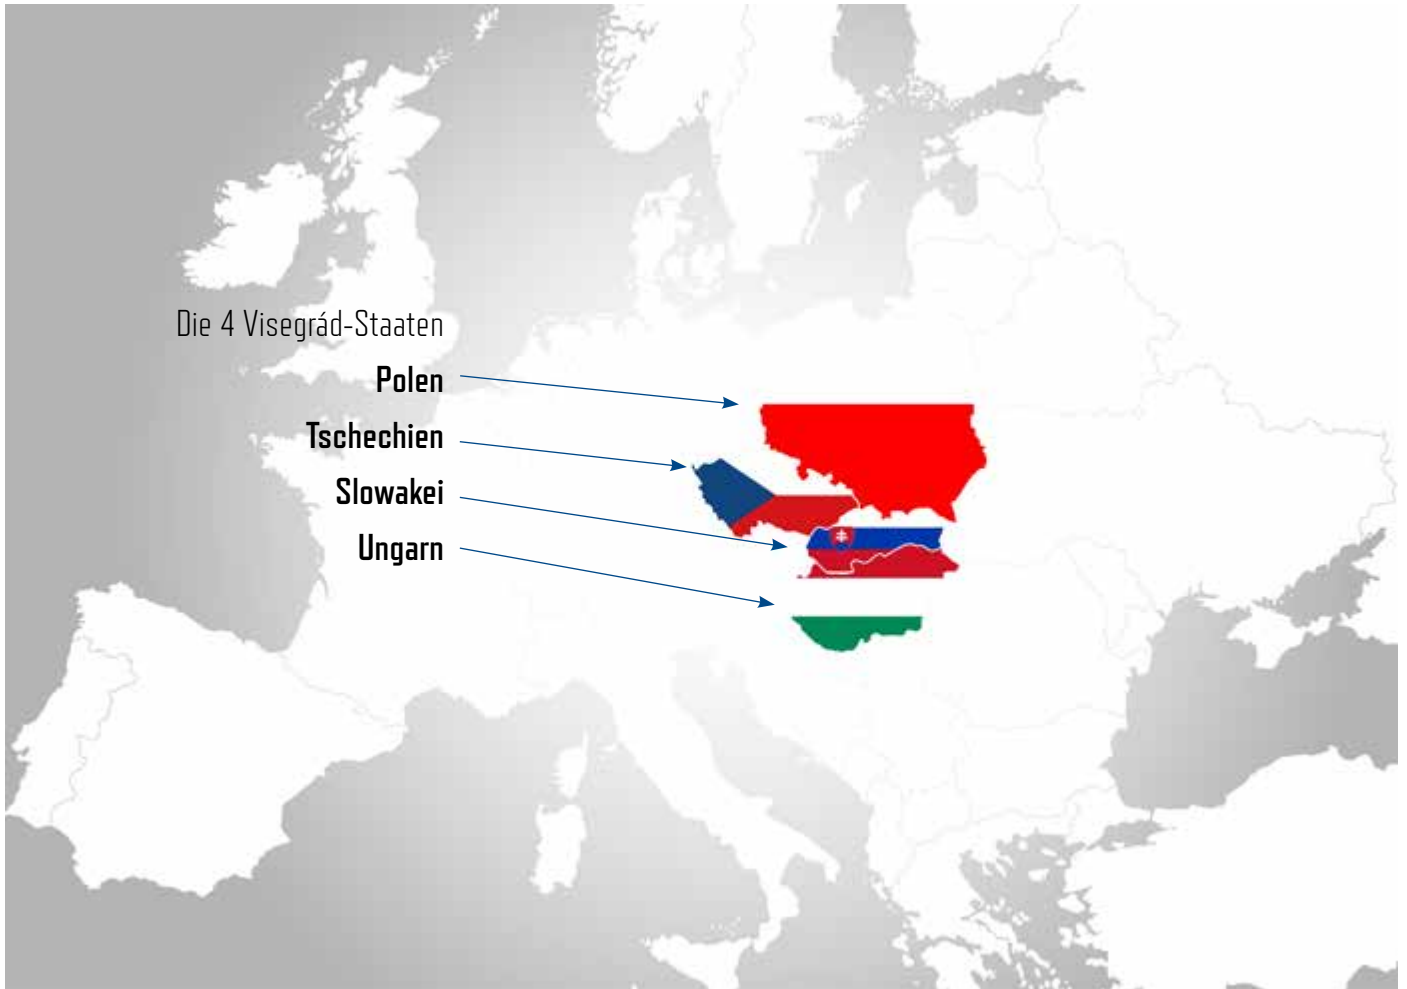 Die 4 Visegrád-Staaten
Polen
Tschechien
Slowakei
Ungarn